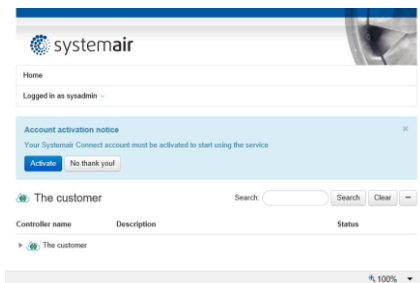 systemair
Home
Logged in as sysadmin
Account activation notice ×
Your Systemair Connect account must be activated to start using the service
Activate No thank you!
The customer Search: Search Clear −
Controller name Description Status
The customer
100%